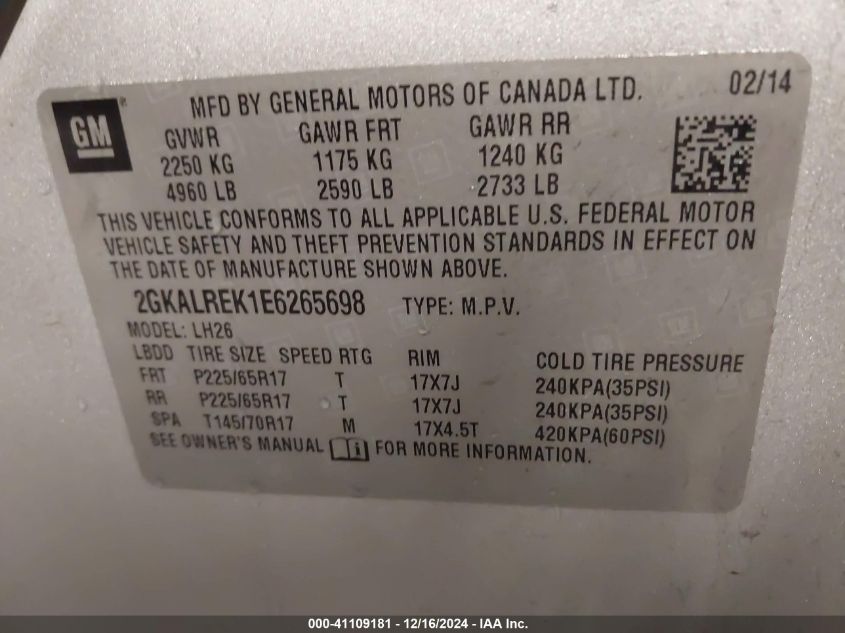 GM
MFD BY GENERAL MOTORS OF CANADA LTD. 02/14
GVWR GAWR FRT GAWR RR
2250 KG 1175 KG 1240 KG
4960 LB 2590 LB 2733 LB
THIS VEHICLE CONFORMS TO ALL APPLICABLE U.S. FEDERAL MOTOR
VEHICLE SAFETY AND THEFT PREVENTION STANDARDS IN EFFECT ON
THE DATE OF MANUFACTURE SHOWN ABOVE.
2GKALREK1E6265698 TYPE: M.P.V.
MODEL: LH26
LBDD TIRE SIZE SPEED RTG RIM COLD TIRE PRESSURE
FRT P225/65R17 T 17X7J 240KPA(35PSI)
RR P225/65R17 T 17X7J 240KPA(35PSI)
SPA T145/70R17 M 17X4.5T 420KPA(60PSI)
SEE OWNER'S MANUAL FOR MORE INFORMATION.
000-41109181 - 12/16/2024 - IAA Inc.